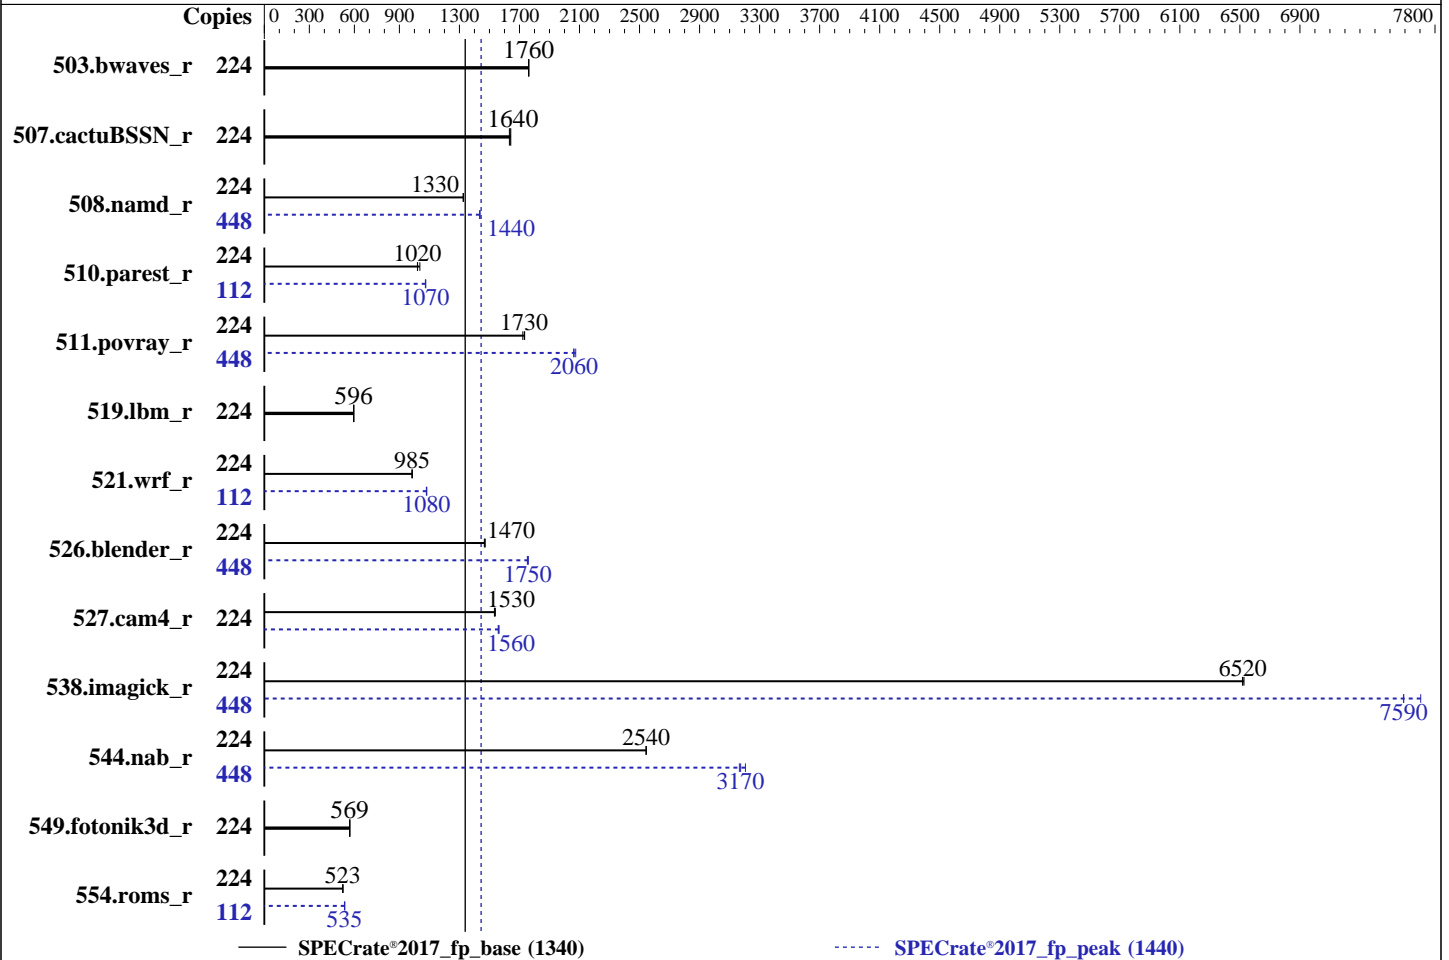 Copies 0 300 600 900 1300 1700 2100 2500 2900 3300 3700 4100 4500 4900 5300 5700 6100 6500 6900 7800
503.bwaves_r 224 1760
507.cactuBSSN_r 224 1640
508.namd_r 224 1330
448 1440
510.parest_r 224 1020
112 1070
511.povray_r 224 1730
448 2060
519.lbm_r 224 596
521.wrf_r 224 985
112 1080
526.blender_r 224 1470
448 1750
527.cam4_r 224 1530
1560
538.imagick_r 224 6520
448 7590
544.nab_r 224 2540
448 3170
549.fotonik3d_r 224 569
554.roms_r 224 523
112 535
SPECrate®2017_fp_base (1340) SPECrate®2017_fp_peak (1440)